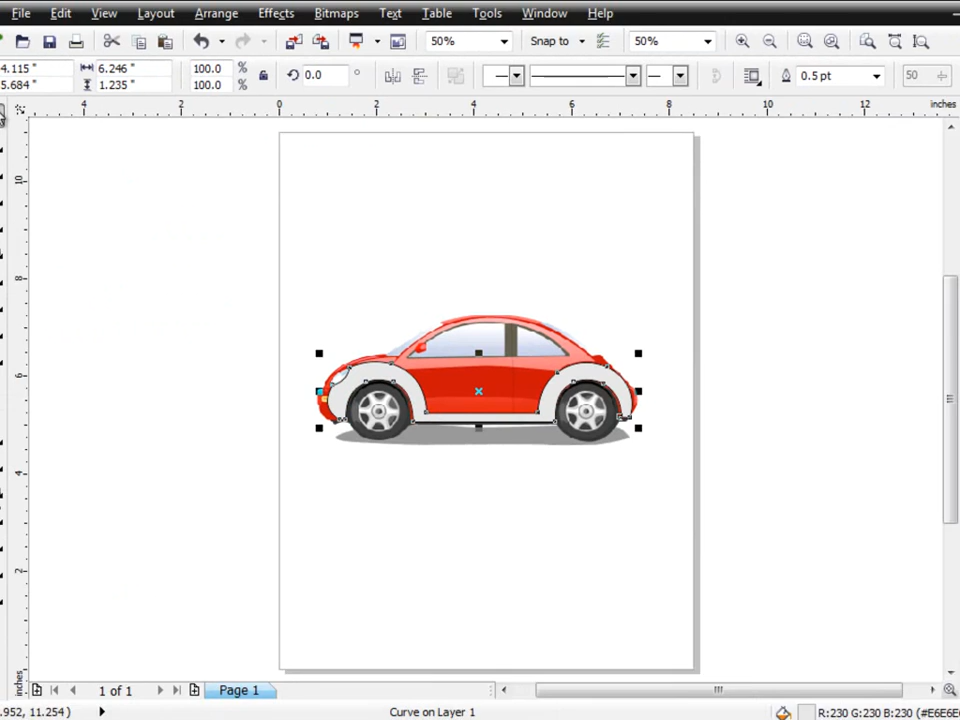 File Edit View Layout Arrange Effects Bitmaps Text Table Tools Window Help
50% Snap to 50%
4.115 " 6.246 " 100.0 % 0.0 0.5 pt 50
5.684 " 1.235 " 100.0 %
4 2 0 2 4 6 8 10 12 inches
10
8
6
4
2
inches
1 of 1 Page 1
.952, 11.254 ) Curve on Layer 1 R:230 G:230 B:230 (#E6E6E6